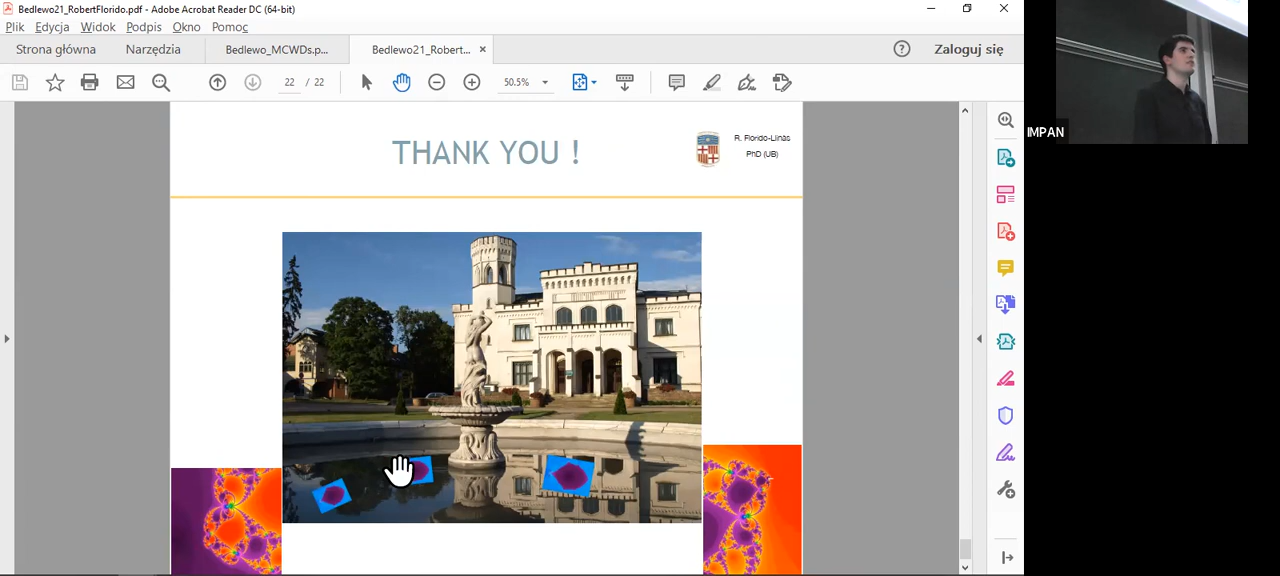 Bedlewo21_RobertFlorido.pdf - Adobe Acrobat Reader DC (64-bit)
Plik Edycja Widok Podpis Okno Pomoc
Strona główna Narzędzia Bedlewo_MCWDs.p... Bedlewo21_Robert... × Zaloguj się
22 / 22 50.5%
THANK YOU !
R. Florido-Llinàs
PhD (UB)
IMPAN